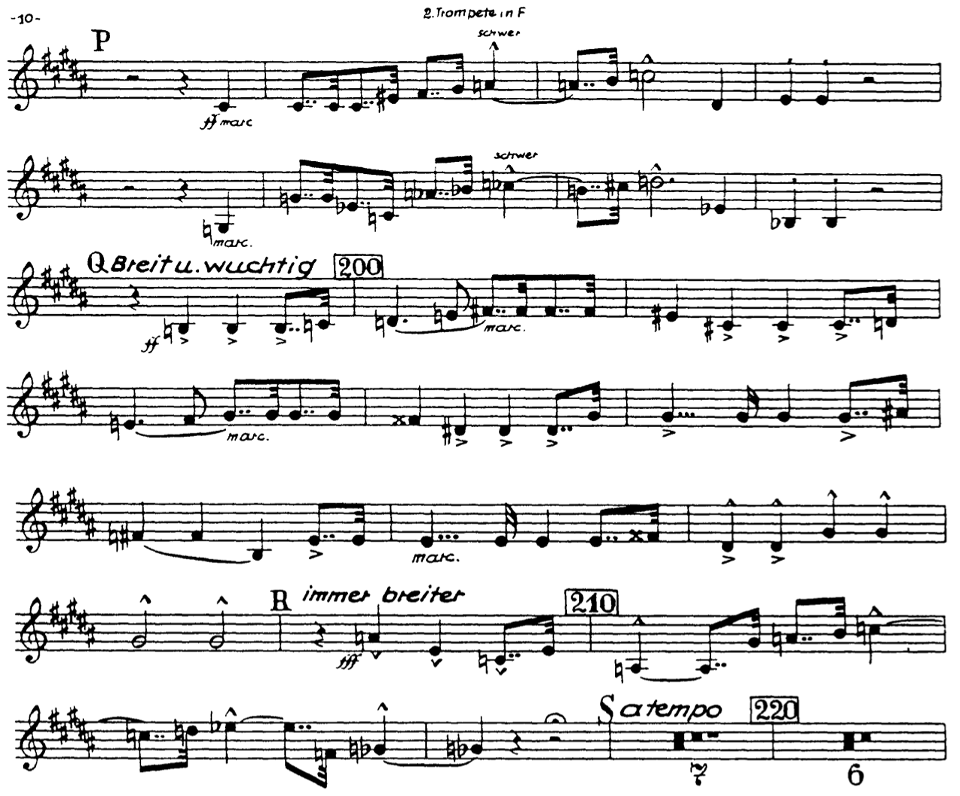 -10-
2. Trompete in F
P
schwer
ff marc
schwer
marc.
Q Breit u. wuchtig 200
ff
marc.
marc.
marc.
R immer breiter 210
fff
S a tempo 220
7 6